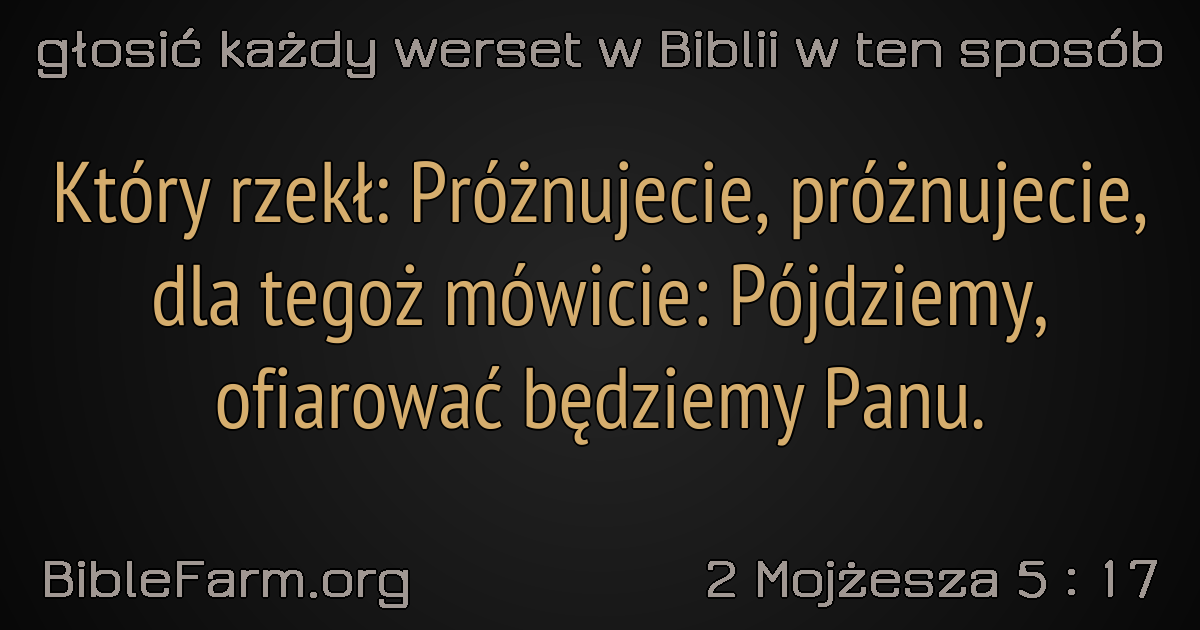 głosić każdy werset w Biblii w ten sposób
Który rzekł: Próżnujecie, próżnujecie,
dla tegoż mówicie: Pójdziemy,
ofiarować będziemy Panu.
BibleFarm.org
2 Mojżesza 5 : 17